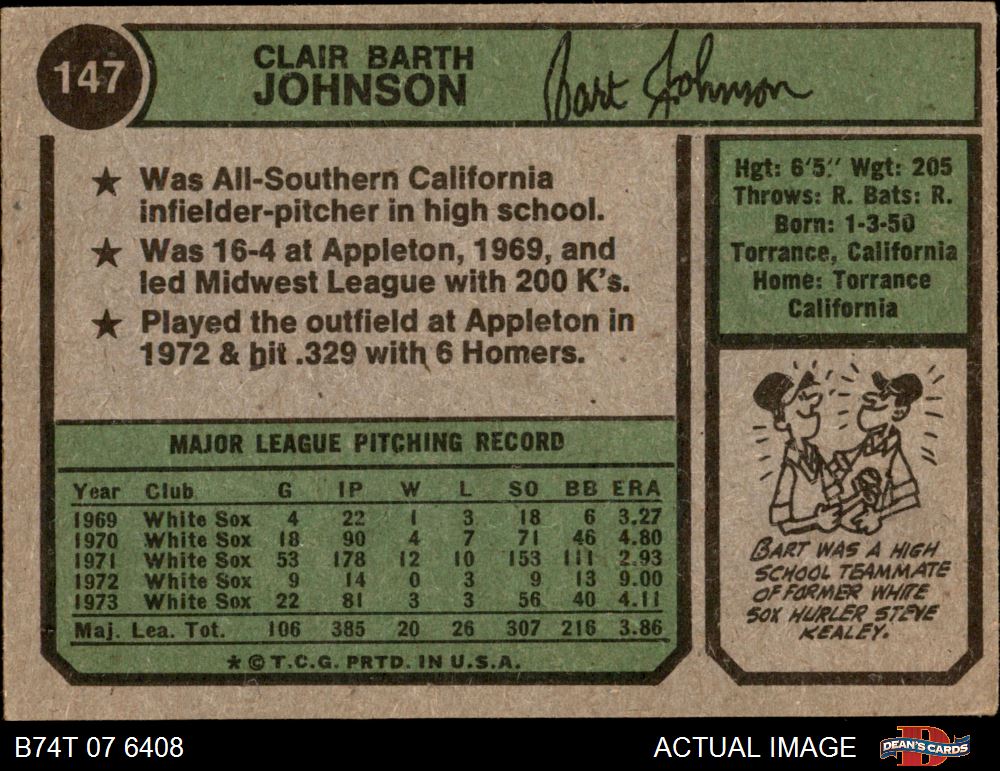 147
CLAIR BARTH
JOHNSON
Bart Johnson
★ Was All-Southern California
infielder-pitcher in high school.
★ Was 16-4 at Appleton, 1969, and
led Midwest League with 200 K's.
★ Played the outfield at Appleton in
1972 & hit .329 with 6 Homers.
Hgt: 6'5" Wgt: 205
Throws: R. Bats: R.
Born: 1-3-50
Torrance, California
Home: Torrance
California
MAJOR LEAGUE PITCHING RECORD
Year Club G IP W L SO BB ERA
1969 White Sox 4 22 1 3 18 6 3.27
1970 White Sox 18 90 4 7 71 46 4.80
1971 White Sox 53 178 12 10 153 111 2.93
1972 White Sox 9 14 0 3 9 13 9.00
1973 White Sox 22 81 3 3 56 40 4.11
Maj. Lea. Tot. 106 385 20 26 307 216 3.86
★ © T.C.G. PRTD. IN U.S.A.
BART WAS A HIGH
SCHOOL TEAMMATE
OF FORMER WHITE
SOX HURLER STEVE
KEALEY.
B74T 07 6408
ACTUAL IMAGE
DEAN'S CARDS